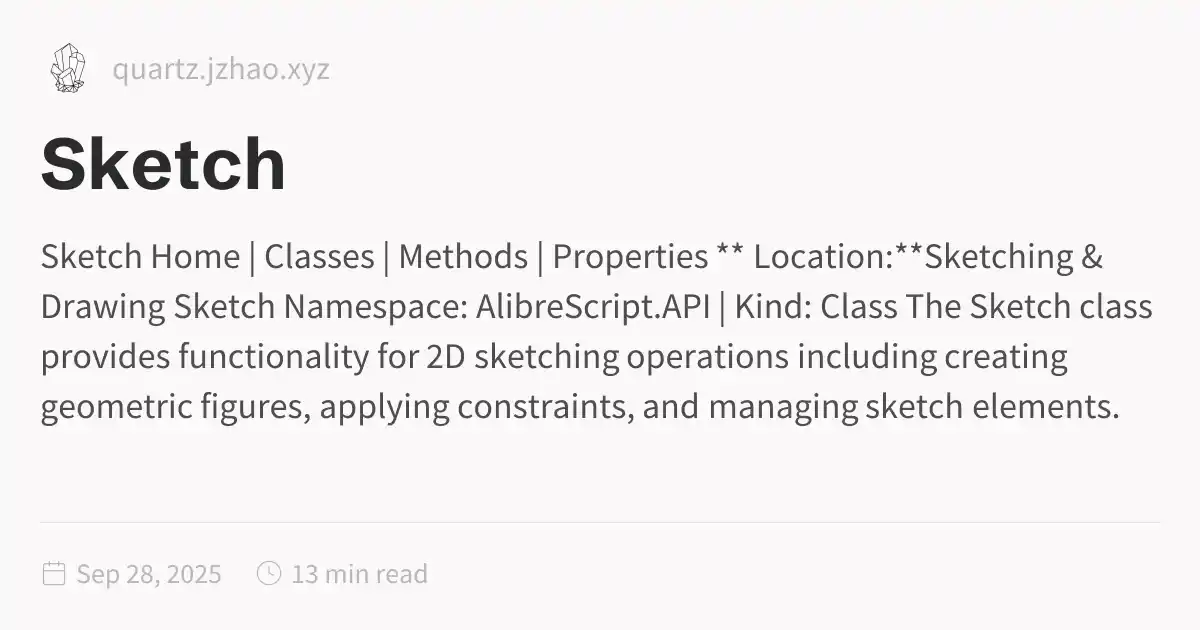 quartz.jzhao.xyz
Sketch
Sketch Home | Classes | Methods | Properties ** Location:**Sketching &
Drawing Sketch Namespace: AlibreScript.API | Kind: Class The Sketch class
provides functionality for 2D sketching operations including creating
geometric figures, applying constraints, and managing sketch elements.
Sep 28, 2025 13 min read